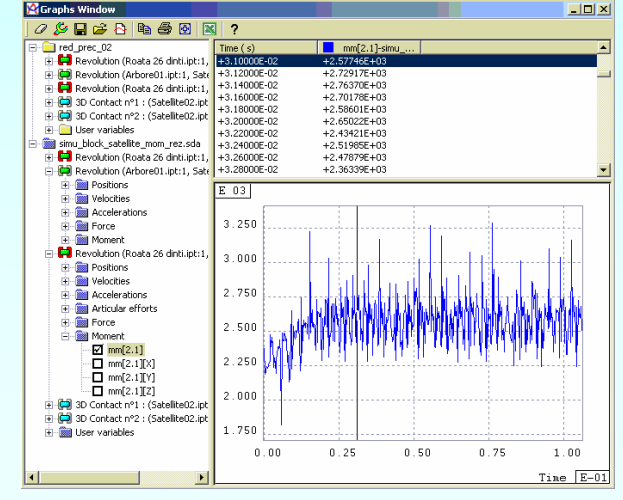 Graphs Window
?
red_prec_02
Revolution (Roata 26 dinti.ipt:1,
Revolution (Arbore01.ipt:1, Sate
Revolution (Roata 26 dinti.ipt:1,
3D Contact n°1 : (Satellite02.ipt
3D Contact n°2 : (Satellite02.ipt
User variables
simu_block_satellite_mom_rez.sda
Revolution (Roata 26 dinti.ipt:1,
Revolution (Arbore01.ipt:1, Sate
Positions
Velocities
Accelerations
Force
Moment
Revolution (Roata 26 dinti.ipt:1,
Positions
Velocities
Accelerations
Articular efforts
Force
Moment
mm[2.1]
mm[2.1][X]
mm[2.1][Y]
mm[2.1][Z]
3D Contact n°1 : (Satellite02.ipt
3D Contact n°2 : (Satellite02.ipt
User variables
Time ( s) mm[2.1]-simu_...
+3.10000E-02 +2.57746E+03
+3.12000E-02 +2.72917E+03
+3.14000E-02 +2.76370E+03
+3.16000E-02 +2.70178E+03
+3.18000E-02 +2.58601E+03
+3.20000E-02 +2.65022E+03
+3.22000E-02 +2.43421E+03
+3.24000E-02 +2.51985E+03
+3.26000E-02 +2.47879E+03
+3.28000E-02 +2.36339E+03
E 03
3.250
3.000
2.750
2.500
2.250
2.000
1.750
0.00 0.25 0.50 0.75 1.00
Time E-01